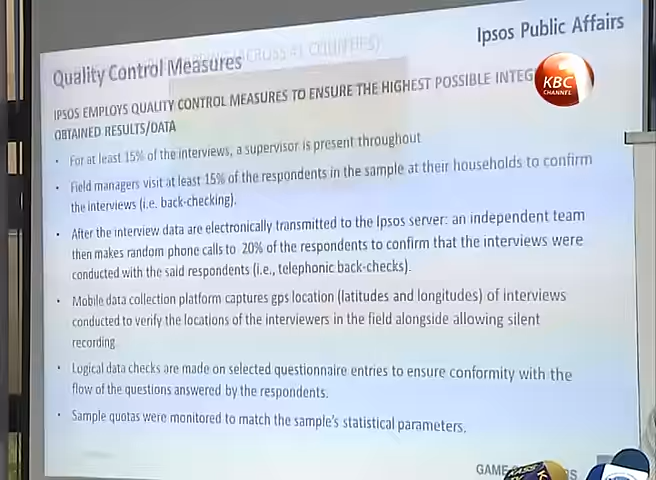 Ipsos Public Affairs
Quality Control Measures
IPSOS EMPLOYS QUALITY CONTROL MEASURES TO ENSURE THE HIGHEST POSSIBLE INTEG
OBTAINED RESULTS/DATA
KBC
CHANNEL 1
• For at least 15% of the interviews, a supervisor is present throughout
• Field managers visit at least 15% of the respondents in the sample at their households to confirm
the interviews (i.e. back-checking).
• After the interview data are electronically transmitted to the Ipsos server: an independent team
then makes random phone calls to 20% of the respondents to confirm that the interviews were
conducted with the said respondents (i.e., telephonic back-checks).
• Mobile data collection platform captures gps location (latitudes and longitudes) of interviews
conducted to verify the locations of the interviewers in the field alongside allowing silent
recording
• Logical data checks are made on selected questionnaire entries to ensure conformity with the
flow of the questions answered by the respondents.
• Sample quotas were monitored to match the sample's statistical parameters.
GAME